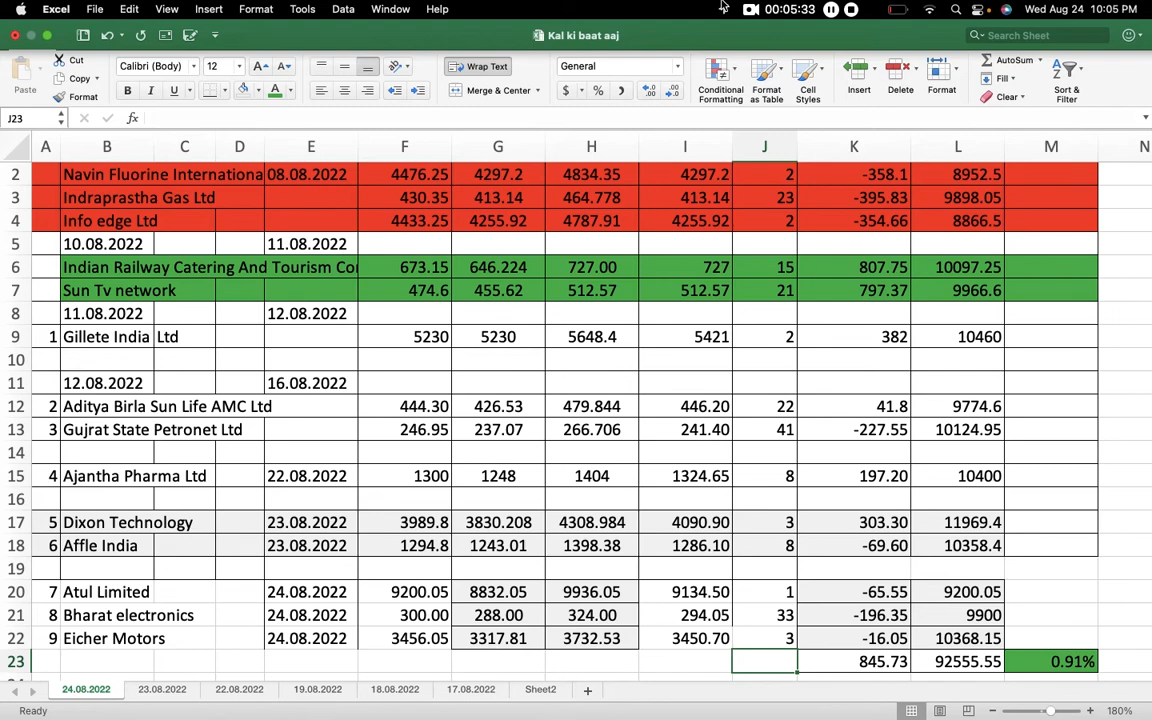 Excel File Edit View Insert Format Tools Data Window Help 00:05:33 Wed Aug 24 10:05 PM
Kal ki baat aaj Search Sheet
Paste Cut Copy Format
Calibri (Body) 12 Wrap Text General Conditional Formatting Format as Table Cell Styles Insert Delete Format AutoSum Fill Clear Sort & Filter
B I U A Merge & Center $ %
J23 fx
A B C D E F G H I J K L M N
2 Navin Fluorine Internationa 08.08.2022 4476.25 4297.2 4834.35 4297.2 2 -358.1 8952.5
3 Indraprastha Gas Ltd 430.35 413.14 464.778 413.14 23 -395.83 9898.05
4 Info edge Ltd 4433.25 4255.92 4787.91 4255.92 2 -354.66 8866.5
5 10.08.2022 11.08.2022
6 Indian Railway Catering And Tourism Cor 673.15 646.224 727.00 727 15 807.75 10097.25
7 Sun Tv network 474.6 455.62 512.57 512.57 21 797.37 9966.6
8 11.08.2022 12.08.2022
9 1 Gillete India Ltd 5230 5230 5648.4 5421 2 382 10460
10
11 12.08.2022 16.08.2022
12 2 Aditya Birla Sun Life AMC Ltd 444.30 426.53 479.844 446.20 22 41.8 9774.6
13 3 Gujrat State Petronet Ltd 246.95 237.07 266.706 241.40 41 -227.55 10124.95
14
15 4 Ajantha Pharma Ltd 22.08.2022 1300 1248 1404 1324.65 8 197.20 10400
16
17 5 Dixon Technology 23.08.2022 3989.8 3830.208 4308.984 4090.90 3 303.30 11969.4
18 6 Affle India 23.08.2022 1294.8 1243.01 1398.38 1286.10 8 -69.60 10358.4
19
20 7 Atul Limited 24.08.2022 9200.05 8832.05 9936.05 9134.50 1 -65.55 9200.05
21 8 Bharat electronics 24.08.2022 300.00 288.00 324.00 294.05 33 -196.35 9900
22 9 Eicher Motors 24.08.2022 3456.05 3317.81 3732.53 3450.70 3 -16.05 10368.15
23 845.73 92555.55 0.91%
24.08.2022 23.08.2022 22.08.2022 19.08.2022 18.08.2022 17.08.2022 Sheet2 +
Ready 180%